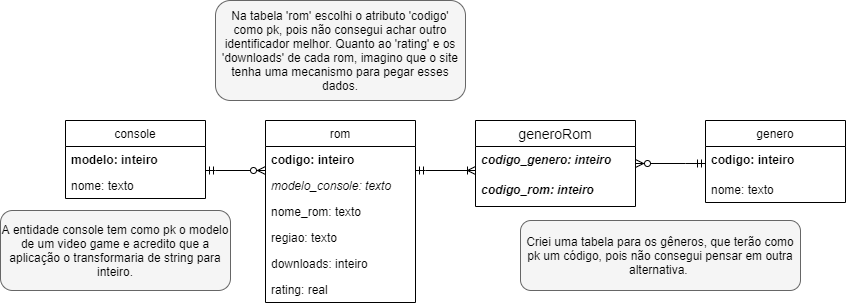 Na tabela 'rom' escolhi o atributo 'codigo'
como pk, pois não consegui achar outro
identificador melhor. Quanto ao 'rating' e os
'downloads' de cada rom, imagino que o site
tenha uma mecanismo para pegar esses
dados.
console
modelo: inteiro
nome: texto
rom
codigo: inteiro
modelo_console: texto
nome_rom: texto
regiao: texto
downloads: inteiro
rating: real
generoRom
codigo_genero: inteiro
codigo_rom: inteiro
genero
codigo: inteiro
nome: texto
A entidade console tem como pk o modelo
de um video game e acredito que a
aplicação o transformaria de string para
inteiro.
Criei uma tabela para os gêneros, que terão como
pk um código, pois não consegui pensar em outra
alternativa.